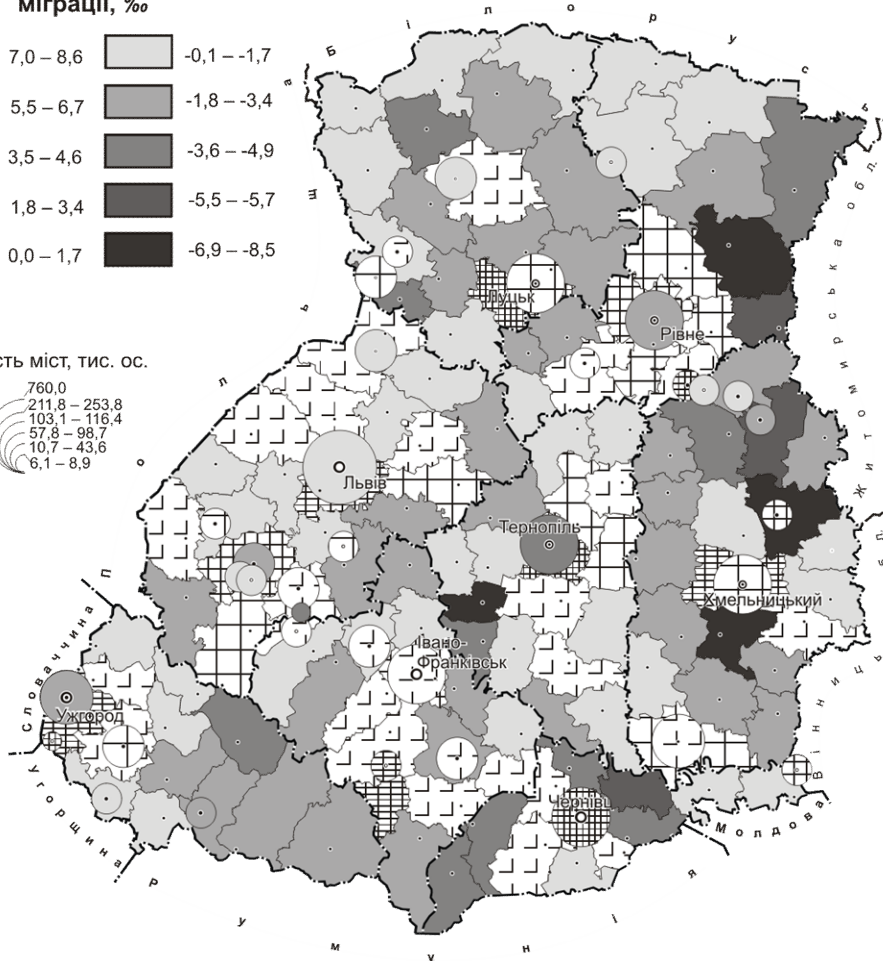 міграції, ‰
7,0 – 8,6 -0,1 – -1,7
5,5 – 6,7 -1,8 – -3,4
3,5 – 4,6 -3,6 – -4,9
1,8 – 3,4 -5,5 – -5,7
0,0 – 1,7 -6,9 – -8,5
сть міст, тис. ос.
760,0
211,8 – 253,8
103,1 – 116,4
57,8 – 98,7
10,7 – 43,6
6,1 – 8,9
Б і л о р у с ь
П о л ь щ а
Житомирська обл.
Луцьк
Рівне
Львів
Тернопіль
Хмельницький
Івано-
Франківськ
Словаччина
Ужгород
Угорщина
Чернівці
Молдова
Р у м у н і я